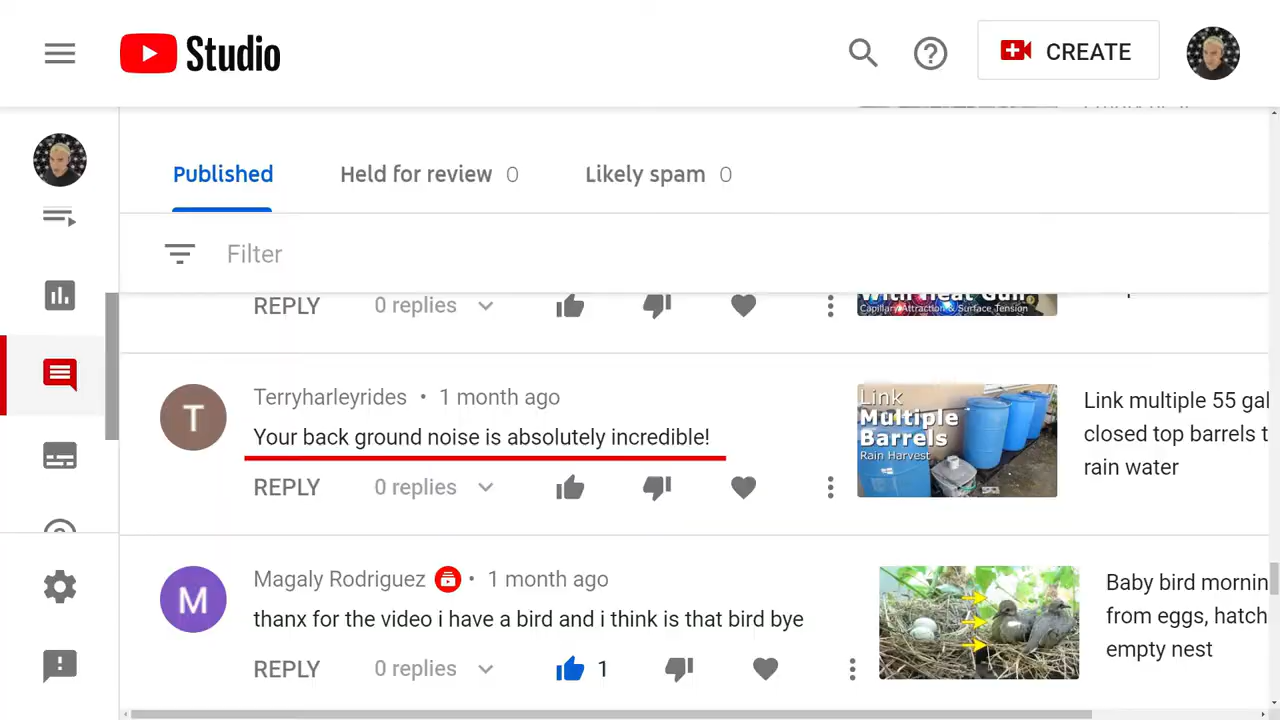 Studio
CREATE
Published
Held for review 0
Likely spam 0
Filter
REPLY
0 replies
With Heat Gun
Capillary Attraction & Surface Tension
T
Terryharleyrides • 1 month ago
Your back ground noise is absolutely incredible!
REPLY
0 replies
Link
Multiple
Barrels
Rain Harvest
Link multiple 55 gal
closed top barrels t
rain water
M
Magaly Rodriguez • 1 month ago
thanx for the video i have a bird and i think is that bird bye
REPLY
0 replies
1
Baby bird mornin
from eggs, hatch
empty nest